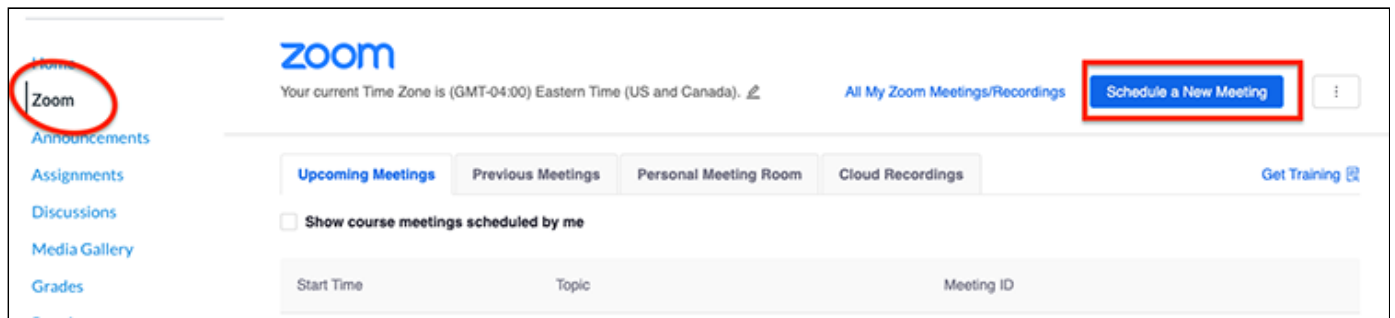 Home
Zoom
Announcements
Assignments
Discussions
Media Gallery
Grades
zoom
Your current Time Zone is (GMT-04:00) Eastern Time (US and Canada).
All My Zoom Meetings/Recordings
Schedule a New Meeting
Upcoming Meetings
Previous Meetings
Personal Meeting Room
Cloud Recordings
Get Training
Show course meetings scheduled by me
Start Time
Topic
Meeting ID